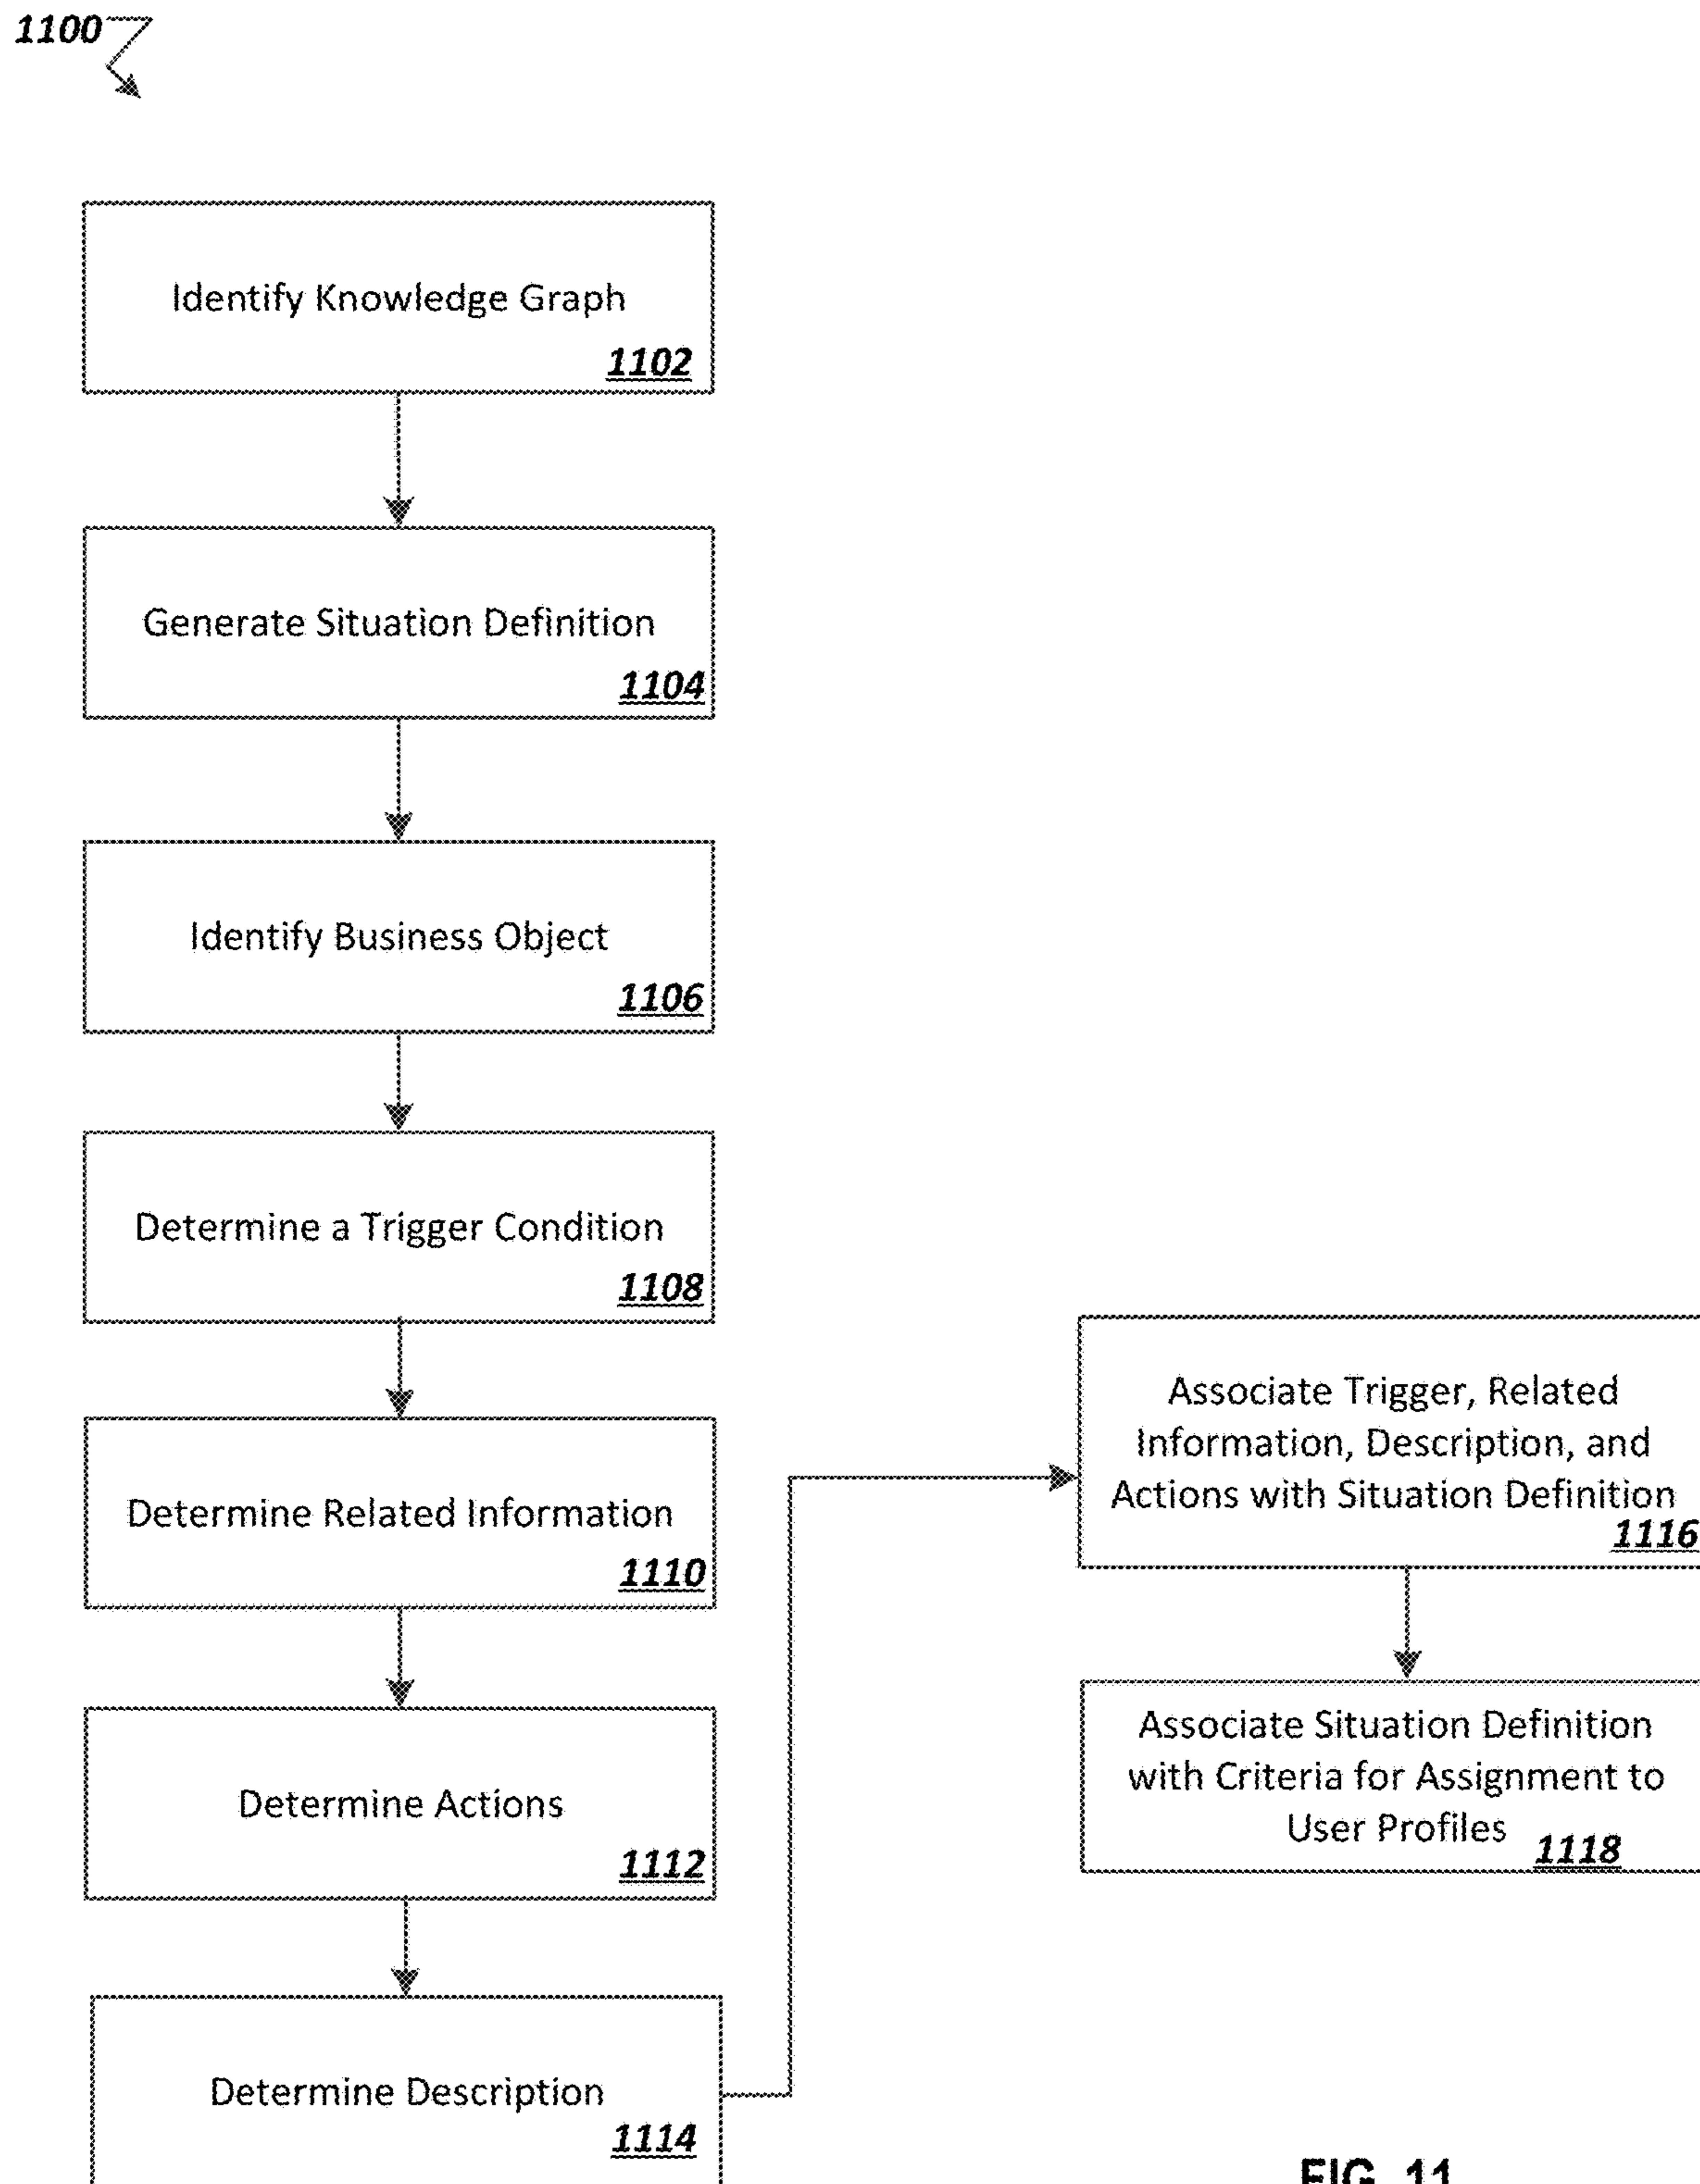 1100
Identify Knowledge Graph
1102
Generate Situation Definition
1104
Identify Business Object
1106
Determine a Trigger Condition
1108
Determine Related Information
1110
Determine Actions
1112
Determine Description
1114
Associate Trigger, Related
Information, Description, and
Actions with Situation Definition
1116
Associate Situation Definition
with Criteria for Assignment to
User Profiles
1118
FIG. 11